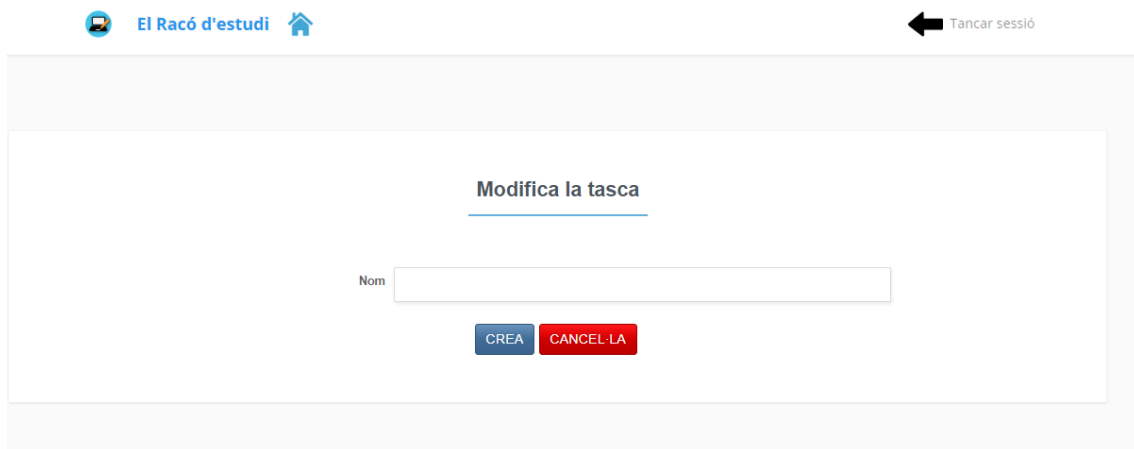 El Racó d'estudi
Tancar sessió
Modifica la tasca
Nom
CREA CANCEL·LA